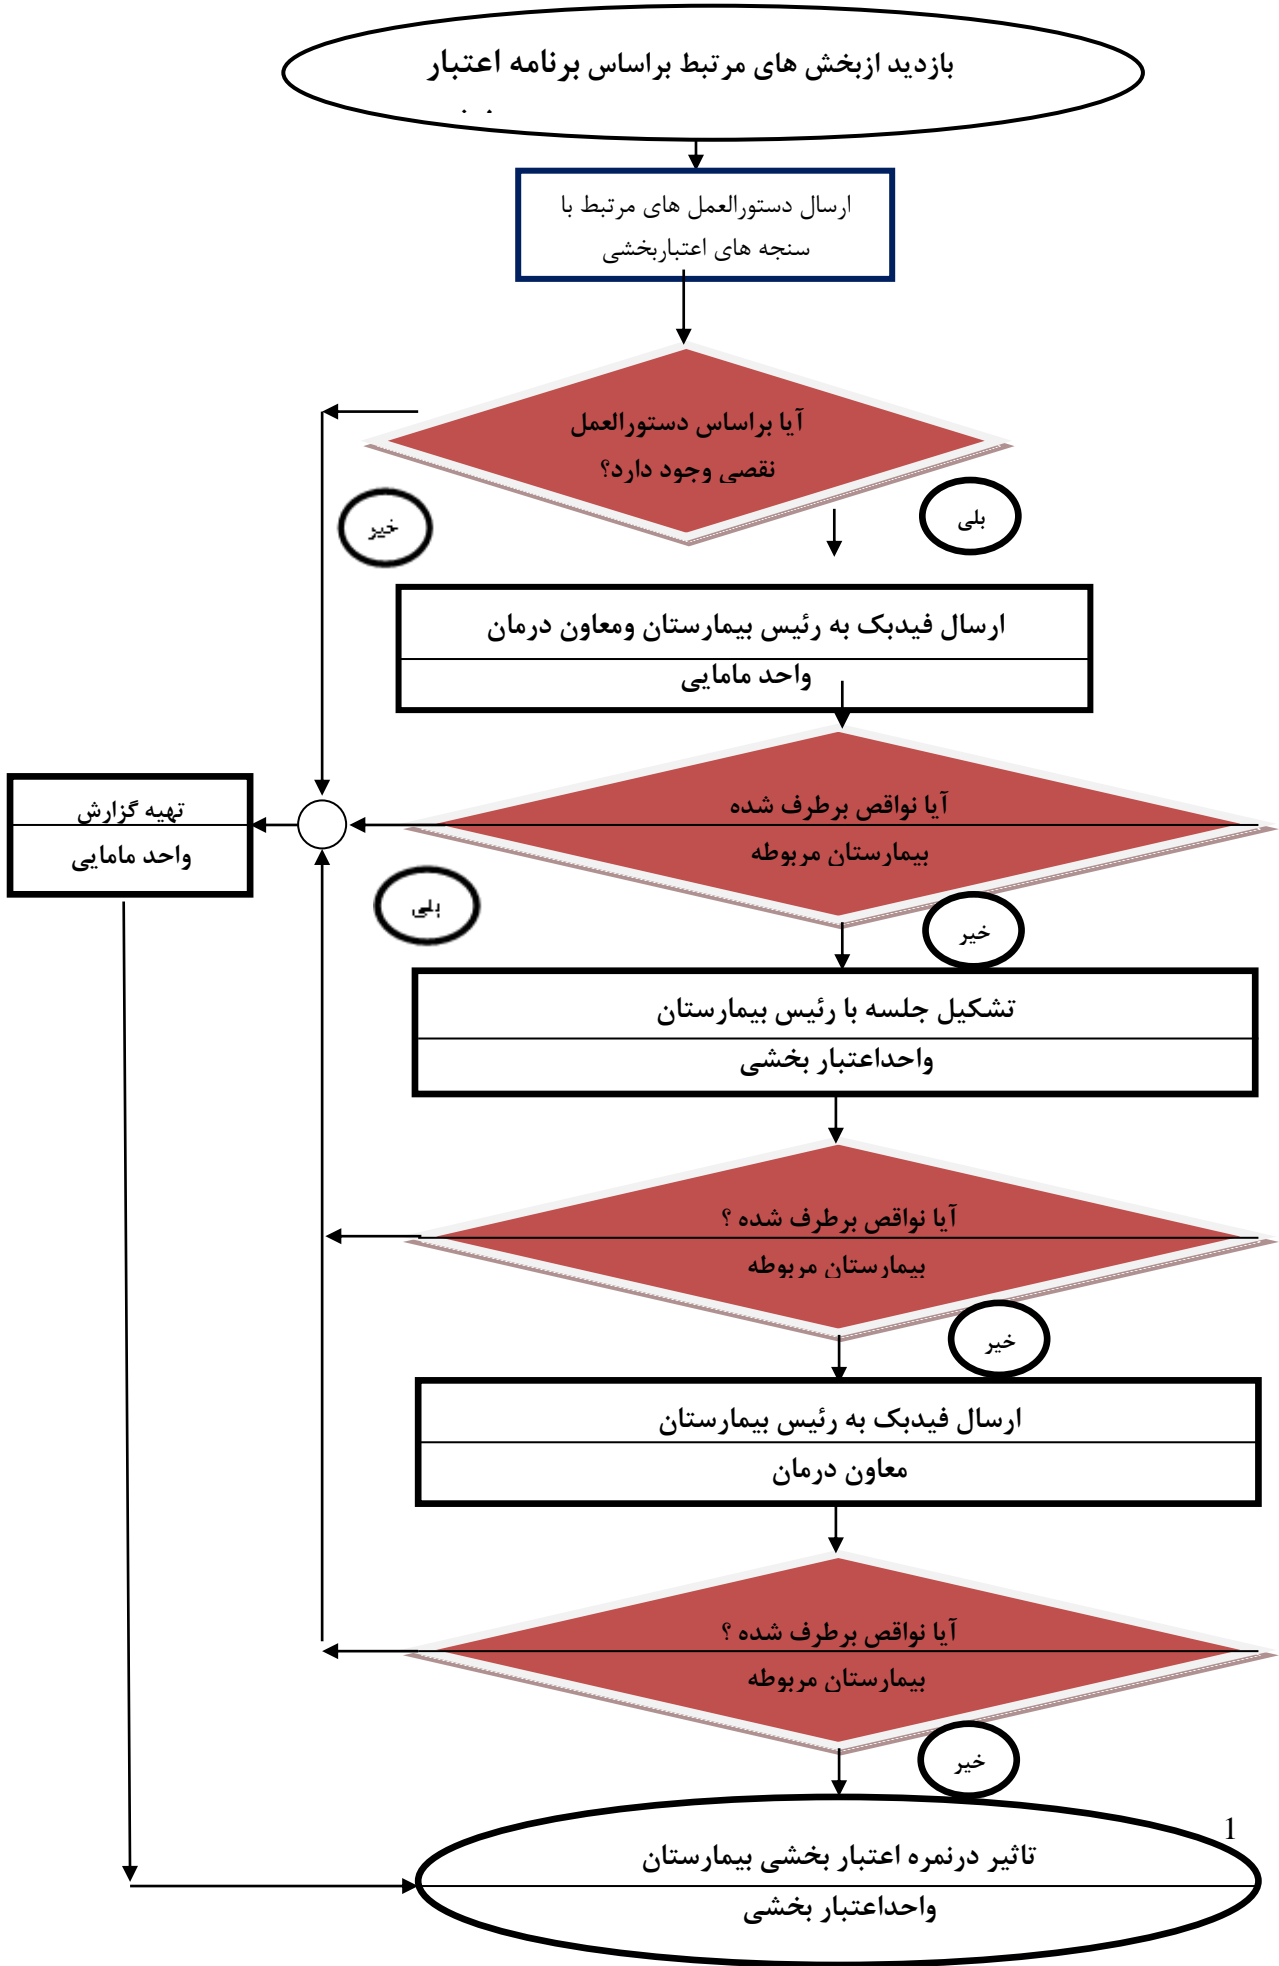 بازدید ازبخش های مرتبط براساس برنامه اعتبار
ارسال دستورالعمل های مرتبط با
سنجه های اعتباربخشی
آیا براساس دستورالعمل
نقصی وجود دارد؟
خیر
بلی
ارسال فیدبک به رئیس بیمارستان ومعاون درمان
واحد مامایی
آیا نواقص برطرف شده
بیمارستان مربوطه
تهیه گزارش
واحد مامایی
بلی
خیر
تشکیل جلسه با رئیس بیمارستان
واحداعتبار بخشی
آیا نواقص برطرف شده ؟
بیمارستان مربوطه
خیر
ارسال فیدبک به رئیس بیمارستان
معاون درمان
آیا نواقص برطرف شده ؟
بیمارستان مربوطه
خیر
1
تاثیر درنمره اعتبار بخشی بیمارستان
واحداعتبار بخشی